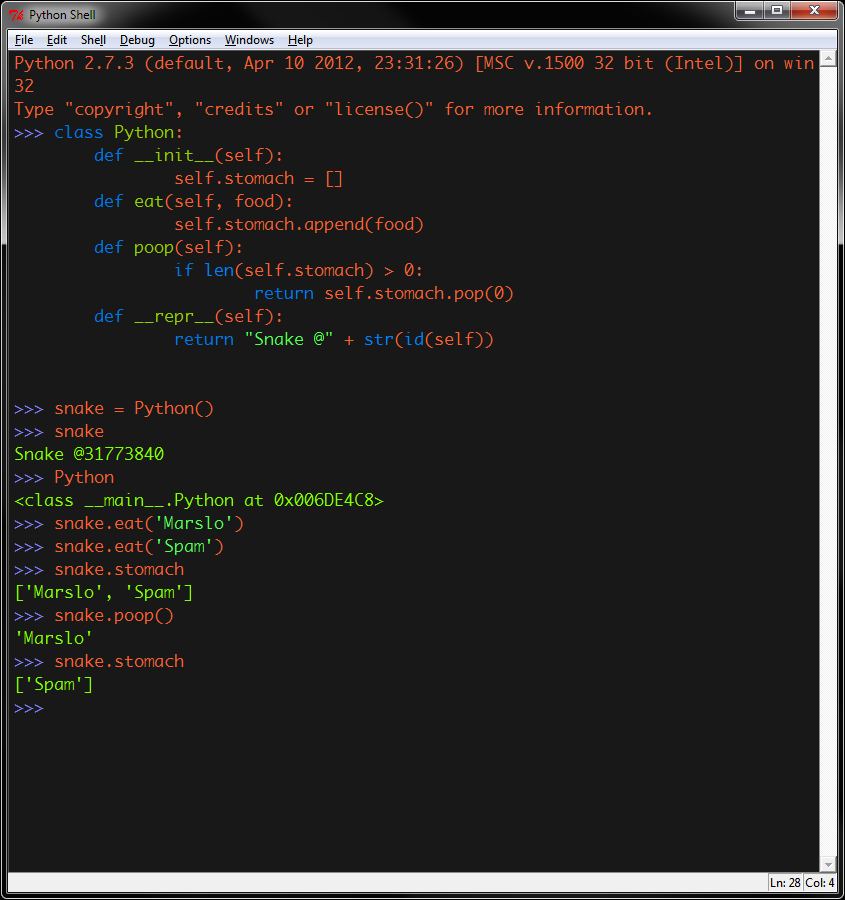 Python Shell
File Edit Shell Debug Options Windows Help
Python 2.7.3 (default, Apr 10 2012, 23:31:26) [MSC v.1500 32 bit (Intel)] on win
32
Type "copyright", "credits" or "license()" for more information.
>>> class Python:
        def __init__(self):
                self.stomach = []
        def eat(self, food):
                self.stomach.append(food)
        def poop(self):
                if len(self.stomach) > 0:
                        return self.stomach.pop(0)
        def __repr__(self):
                return "Snake @" + str(id(self))
>>> snake = Python()
>>> snake
Snake @31773840
>>> Python
<class __main__.Python at 0x006DE4C8>
>>> snake.eat('Marslo')
>>> snake.eat('Spam')
>>> snake.stomach
['Marslo', 'Spam']
>>> snake.poop()
'Marslo'
>>> snake.stomach
['Spam']
>>>
Ln: 28 Col: 4